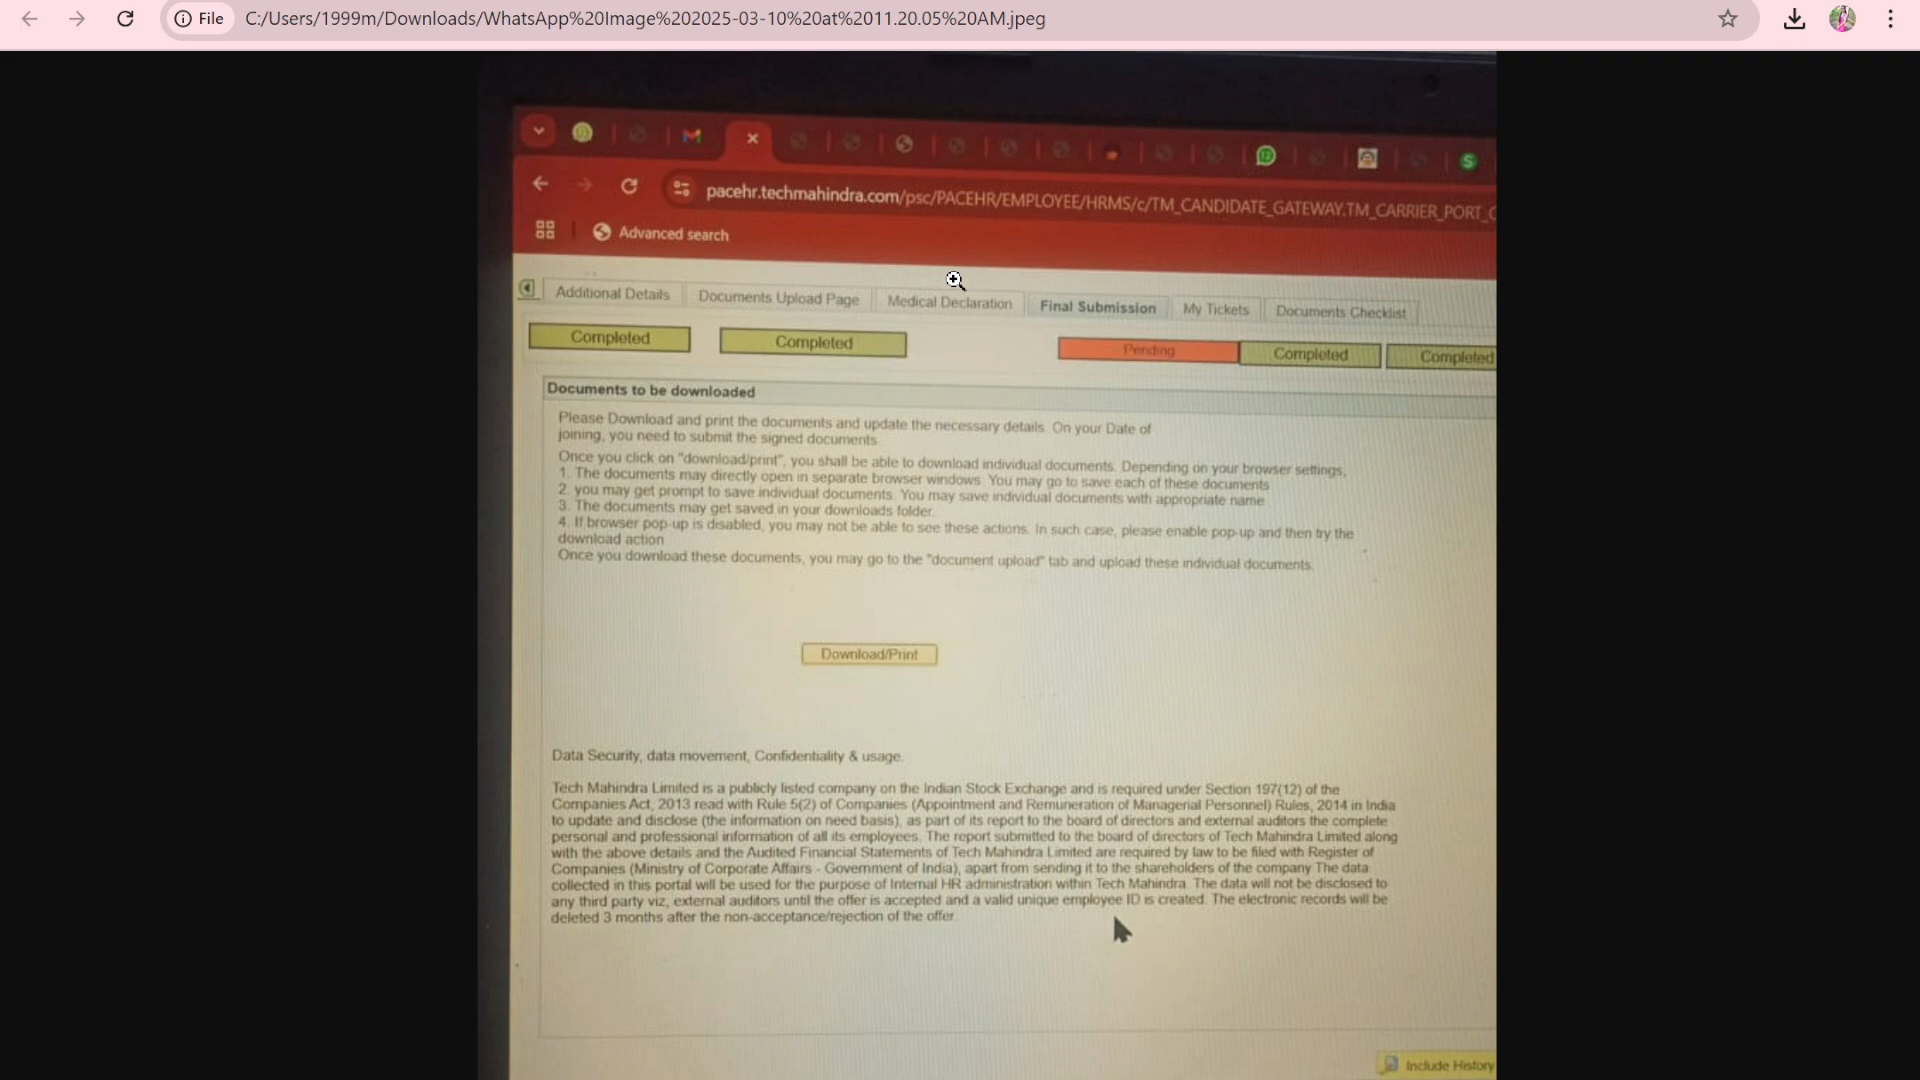 File
C:/Users/1999m/Downloads/WhatsApp%20Image%202025-03-10%20at%2011.20.05%20AM.jpeg
pacehr.techmahindra.com/psc/PACEHR/EMPLOYEE/HRMS/c/TM_CANDIDATE_GATEWAY.TM_CARRIER_PORT_C
Advanced search
Additional Details Documents Upload Page Medical Declaration Final Submission My Tickets Documents Checklist
Completed Completed Pending Completed Completed
Documents to be downloaded
Please Download and print the documents and update the necessary details. On your Date of
joining, you need to submit the signed documents.
Once you click on "download/print", you shall be able to download individual documents. Depending on your browser settings,
1. The documents may directly open in separate browser windows. You may go to save each of these documents
2. you may get prompt to save individual documents. You may save individual documents with appropriate name
3. The documents may get saved in your downloads folder.
4. If browser pop-up is disabled, you may not be able to see these actions. In such case, please enable pop-up and then try the
download action
Once you download these documents, you may go to the "document upload" tab and upload these individual documents.
Download/Print
Data Security, data movement, Confidentiality & usage.
Tech Mahindra Limited is a publicly listed company on the Indian Stock Exchange and is required under Section 197(12) of the
Companies Act, 2013 read with Rule 5(2) of Companies (Appointment and Remuneration of Managerial Personnel) Rules, 2014 in India
to update and disclose (the information on need basis), as part of its report to the board of directors and external auditors the complete
personal and professional information of all its employees. The report submitted to the board of directors of Tech Mahindra Limited along
with the above details and the Audited Financial Statements of Tech Mahindra Limited are required by law to be filed with Register of
Companies (Ministry of Corporate Affairs - Government of India), apart from sending it to the shareholders of the company The data
collected in this portal will be used for the purpose of Internal HR administration within Tech Mahindra. The data will not be disclosed to
any third party viz, external auditors until the offer is accepted and a valid unique employee ID is created. The electronic records will be
deleted 3 months after the non-acceptance/rejection of the offer.
Include History